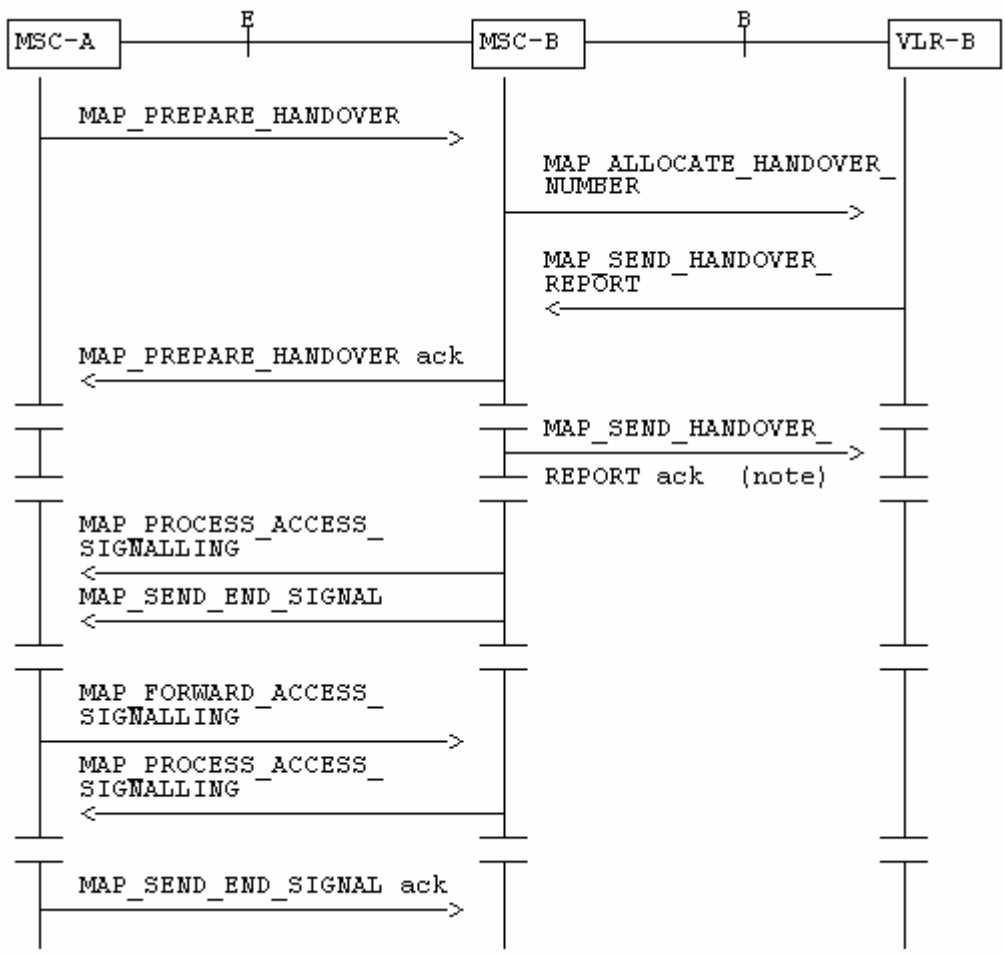 E
B
MSC-A
MSC-B
VLR-B
MAP_PREPARE_HANDOVER
MAP_ALLOCATE_HANDOVER_
NUMBER
MAP_SEND_HANDOVER_
REPORT
MAP_PREPARE_HANDOVER ack
MAP_SEND_HANDOVER_
REPORT ack (note)
MAP_PROCESS_ACCESS_
SIGNALLING
MAP_SEND_END_SIGNAL
MAP_FORWARD_ACCESS_
SIGNALLING
MAP_PROCESS_ACCESS_
SIGNALLING
MAP_SEND_END_SIGNAL ack